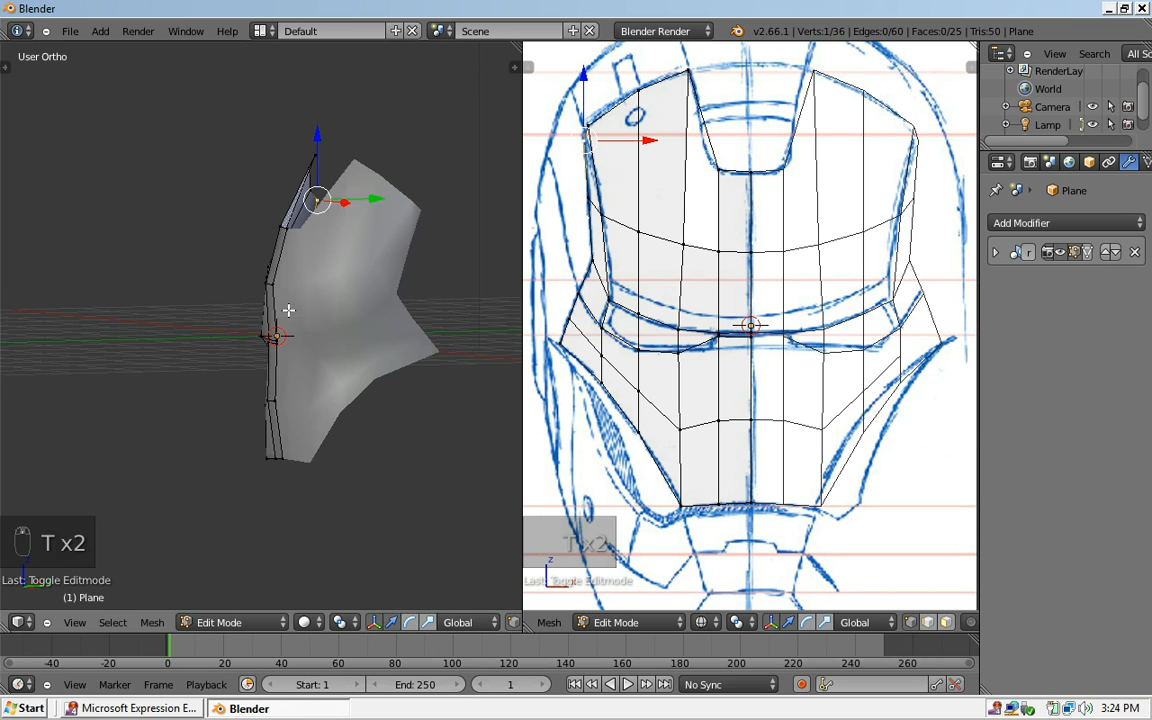 Blender
File Add Render Window Help Default Scene Blender Render v2.66.1 | Verts:1/36 | Edges:0/60 | Faces:0/25 | Tris:50 | Plane
User Ortho
View Search All Sc
RenderLay
World
Camera
Lamp
Plane
Add Modifier
T x2
T x2
Last: Toggle Editmode
Last: Toggle Editmode
(1) Plane
z
View Select Mesh Edit Mode Global
Mesh Edit Mode Global
-40 -20 0 20 40 60 80 100 120 140 160 180 200 220 240 260
View Marker Frame Playback Start: 1 End: 250 1 No Sync
Start Microsoft Expression E... Blender 3:24 PM